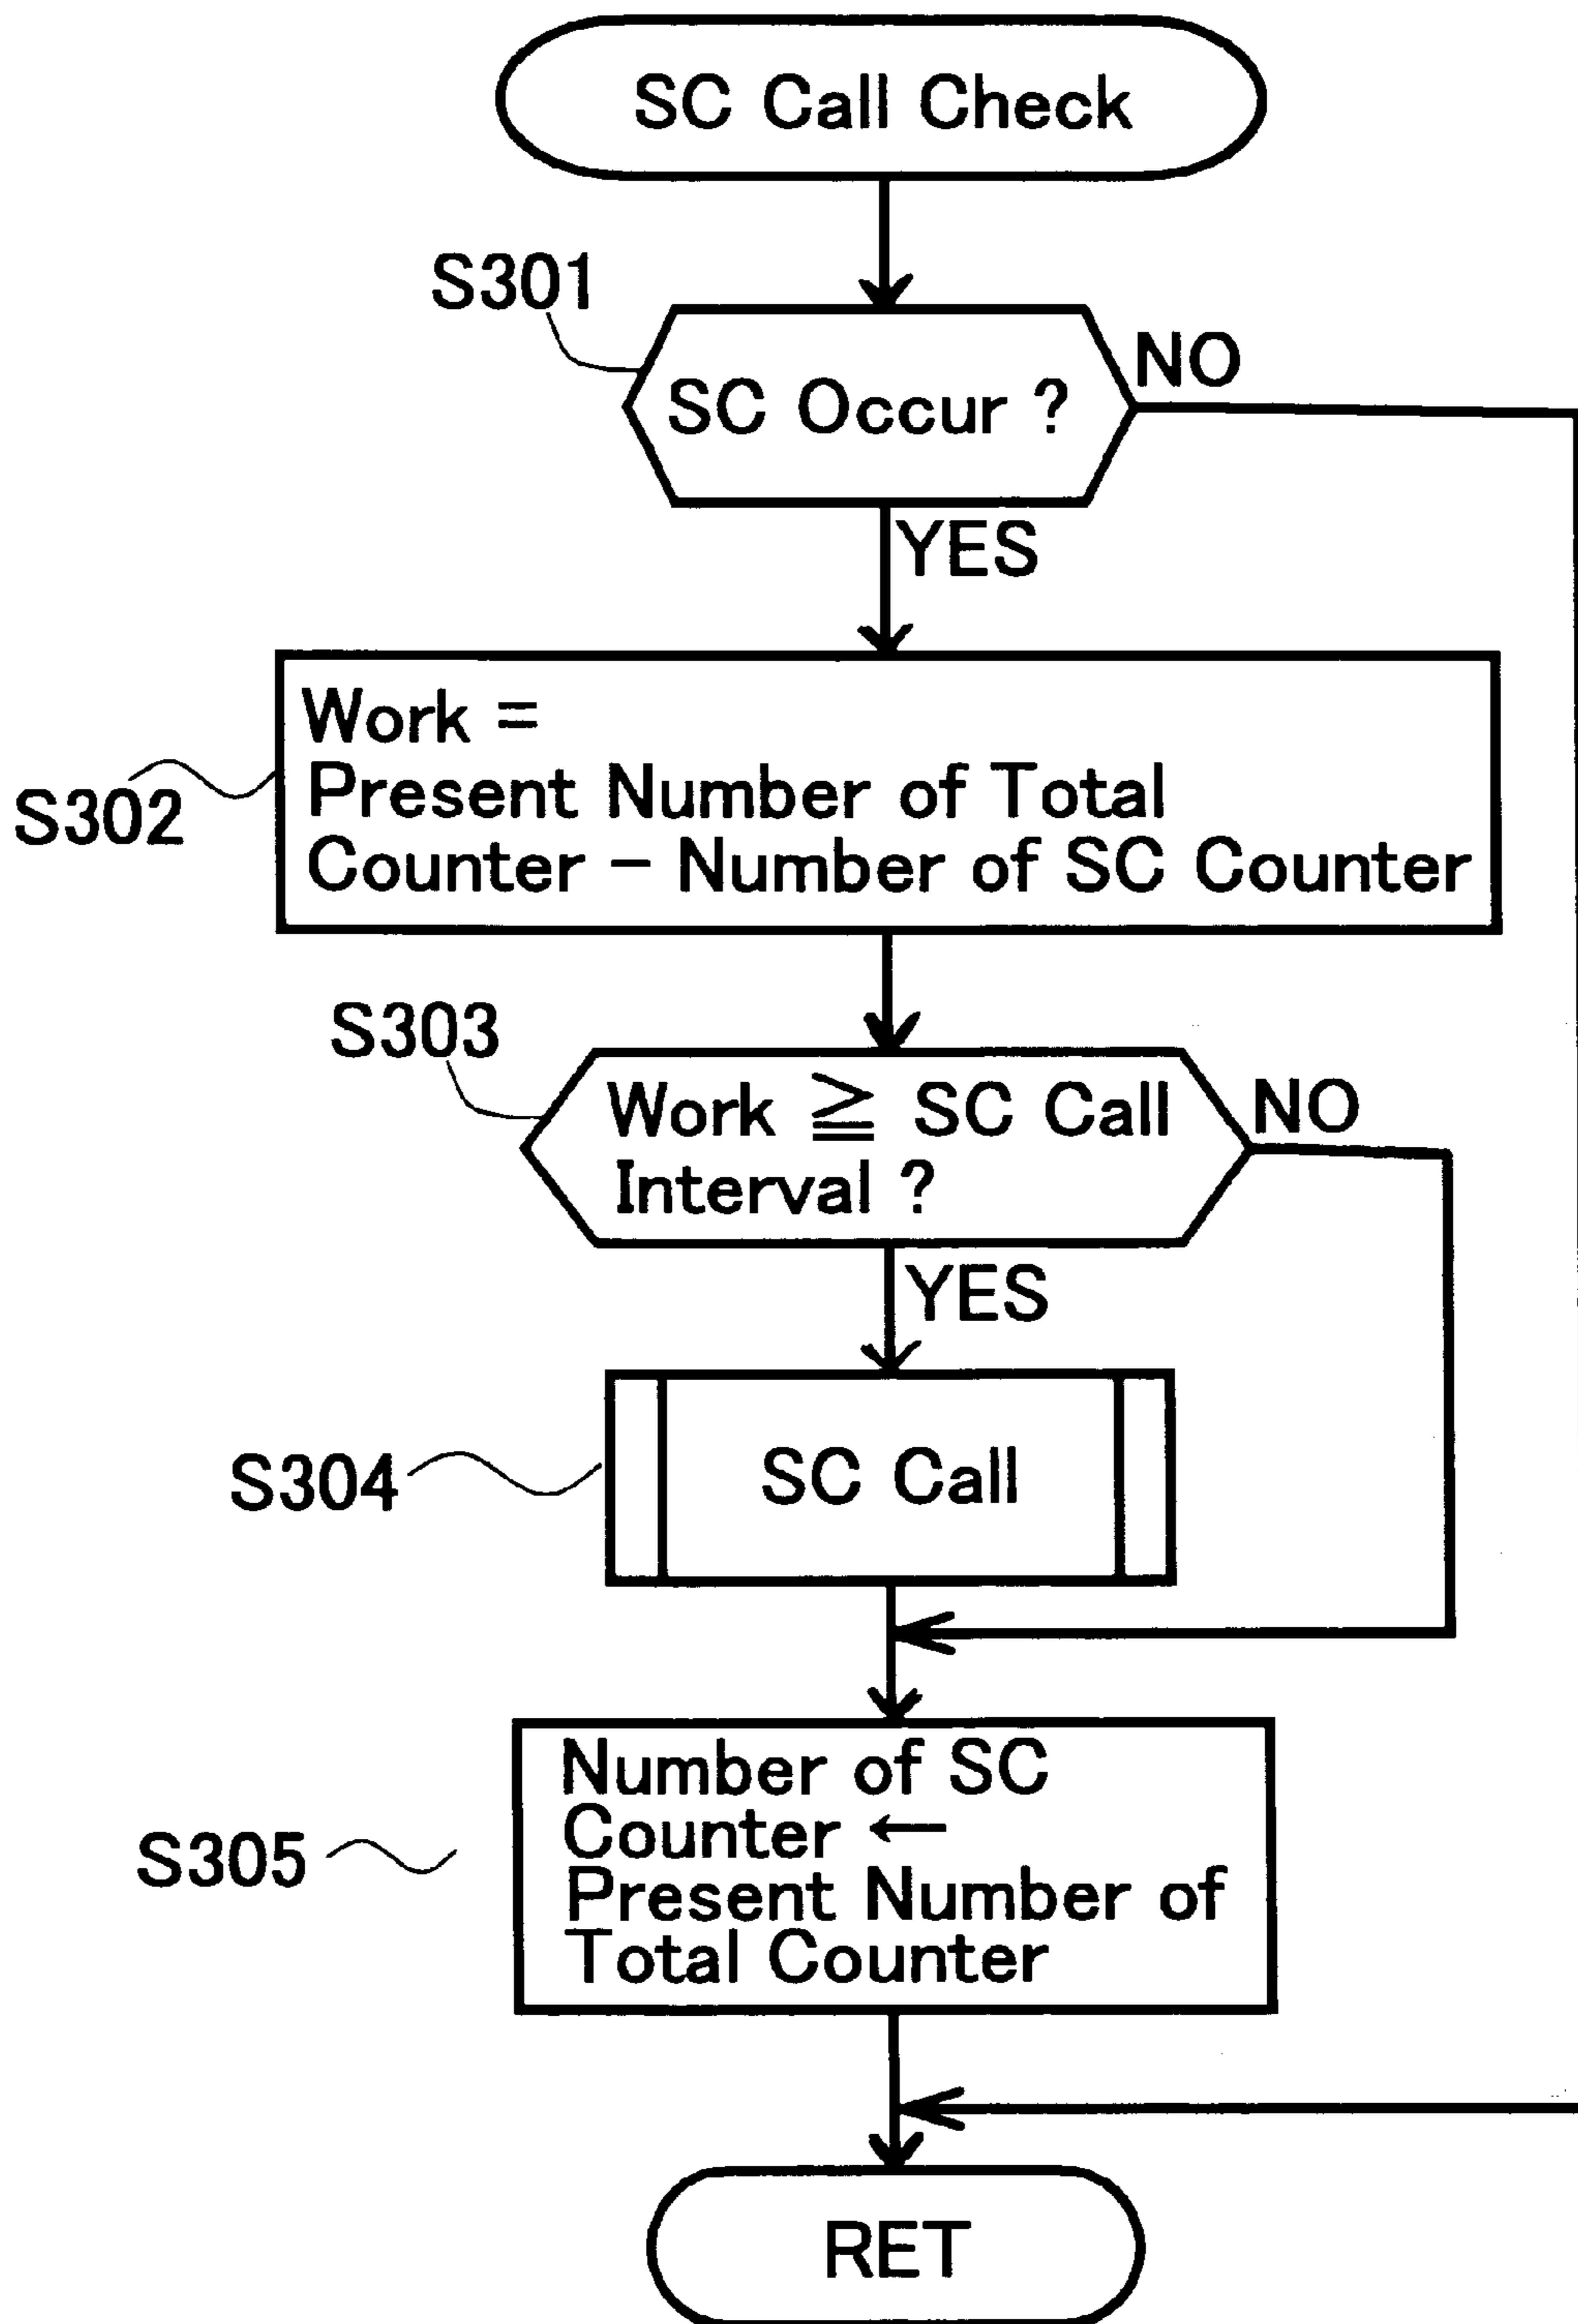 SC Call Check
S301
SC Occur ?
NO
YES
Work =
Present Number of Total
Counter − Number of SC Counter
S302
S303
Work ≧ SC Call
Interval ?
NO
YES
SC Call
S304
Number of SC
Counter ←
Present Number of
Total Counter
S305
RET